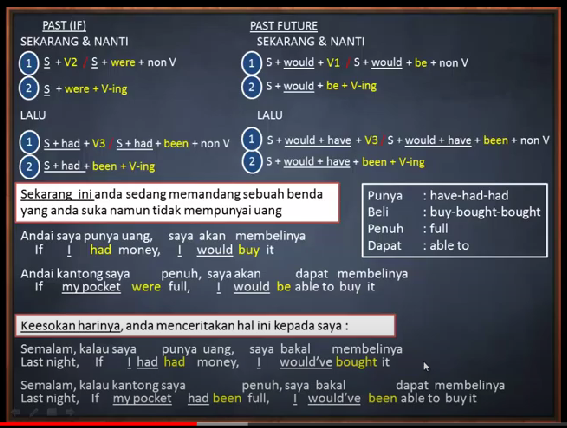 PAST (IF)
SEKARANG & NANTI
1 S + V2 / S + were + non V
2 S + were + V-ing
LALU
1 S + had + V3 / S + had + been + non V
2 S + had + been + V-ing
PAST FUTURE
SEKARANG & NANTI
1 S + would + V1 / S + would + be + non V
2 S + would + be + V-ing
LALU
1 S + would + have + V3 / S + would + have + been + non V
2 S + would + have + been + V-ing
Sekarang ini anda sedang memandang sebuah benda
yang anda suka namun tidak mempunyai uang
Punya : have-had-had
Beli : buy-bought-bought
Penuh : full
Dapat : able to
Andai saya punya uang, saya akan membelinya
If I had money, I would buy it
Andai kantong saya penuh, saya akan dapat membelinya
If my pocket were full, I would be able to buy it
Keesokan harinya, anda menceritakan hal ini kepada saya :
Semalam, kalau saya punya uang, saya bakal membelinya
Last night, If I had had money, I would've bought it
Semalam, kalau kantong saya penuh, saya bakal dapat membelinya
Last night, If my pocket had been full, I would've been able to buy it